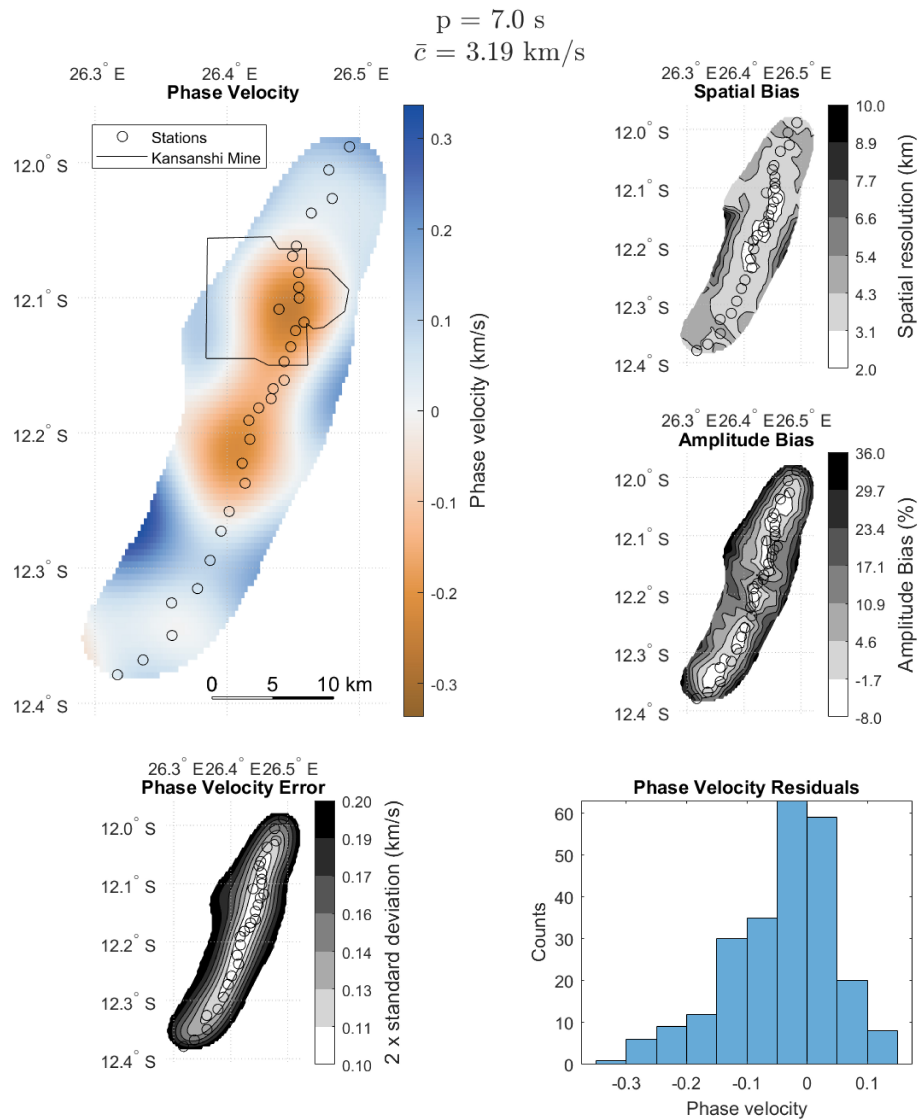 p = 7.0 s
c̄ = 3.19 km/s
26.3° E 26.4° E 26.5° E
Phase Velocity
Stations
Kansanshi Mine
12.0° S
12.1° S
12.2° S
12.3° S
12.4° S
0 5 10 km
0.3
0.2
0.1
0
-0.1
-0.2
-0.3
Phase velocity (km/s)
26.3° E 26.4° E 26.5° E
Spatial Bias
12.0° S
12.1° S
12.2° S
12.3° S
12.4° S
10.0
8.9
7.7
6.6
5.4
4.3
3.1
2.0
Spatial resolution (km)
26.3° E 26.4° E 26.5° E
Amplitude Bias
12.0° S
12.1° S
12.2° S
12.3° S
12.4° S
36.0
29.7
23.4
17.1
10.9
4.6
-1.7
-8.0
Amplitude Bias (%)
26.3° E 26.4° E 26.5° E
Phase Velocity Error
12.0° S
12.1° S
12.2° S
12.3° S
12.4° S
0.20
0.19
0.17
0.16
0.14
0.13
0.11
0.10
2 x standard deviation (km/s)
Phase Velocity Residuals
60
50
40
30
20
10
0
Counts
-0.3 -0.2 -0.1 0 0.1
Phase velocity